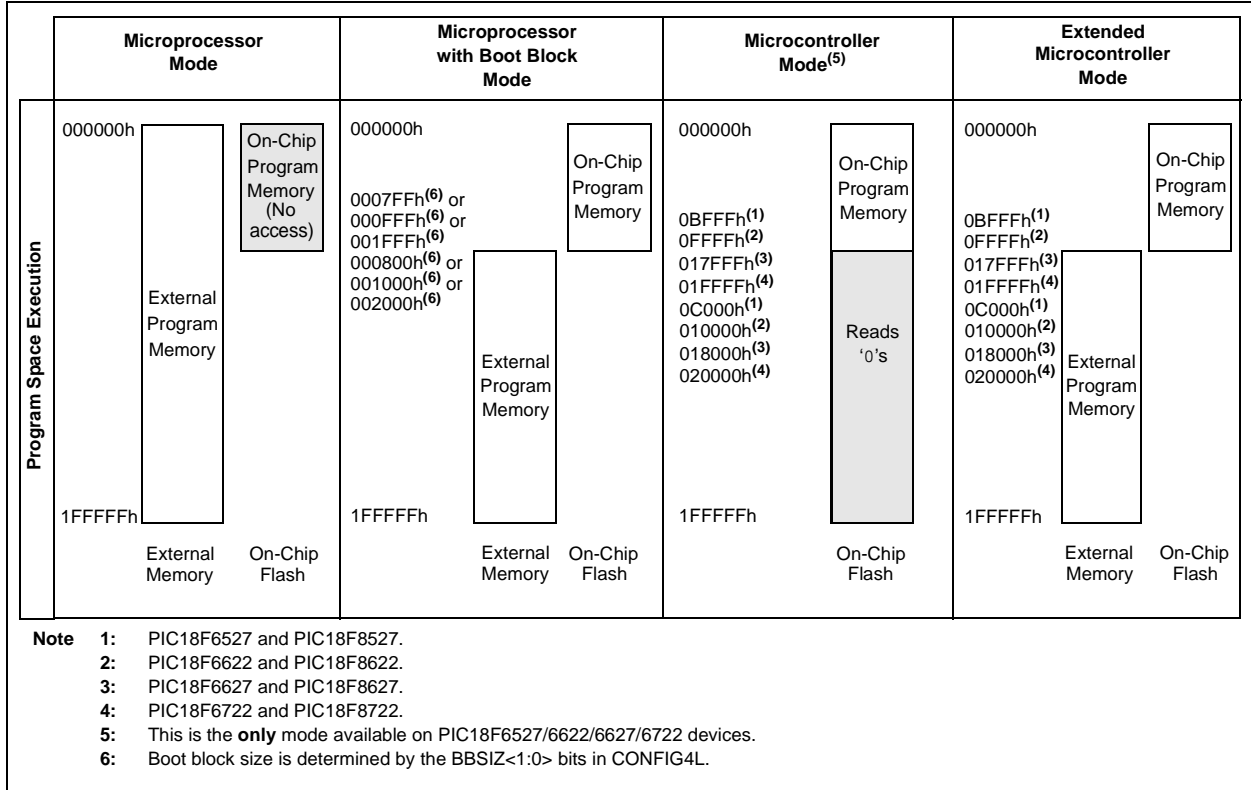 Microprocessor
Mode
Microprocessor
with Boot Block
Mode
Microcontroller
Mode(5)
Extended
Microcontroller
Mode
Program Space Execution
000000h
External
Program
Memory
On-Chip
Program
Memory
(No
access)
1FFFFFh
External
Memory
On-Chip
Flash
000000h
On-Chip
Program
Memory
0007FFh(6) or
000FFFh(6) or
001FFFh(6)
000800h(6) or
001000h(6) or
002000h(6)
External
Program
Memory
1FFFFFh
External
Memory
On-Chip
Flash
000000h
On-Chip
Program
Memory
0BFFFh(1)
0FFFFh(2)
017FFFh(3)
01FFFFh(4)
0C000h(1)
010000h(2)
018000h(3)
020000h(4)
Reads
‘0’s
1FFFFFh
On-Chip
Flash
000000h
On-Chip
Program
Memory
0BFFFh(1)
0FFFFh(2)
017FFFh(3)
01FFFFh(4)
0C000h(1)
010000h(2)
018000h(3)
020000h(4)
External
Program
Memory
1FFFFFh
External
Memory
On-Chip
Flash
Note 1: PIC18F6527 and PIC18F8527.
2: PIC18F6622 and PIC18F8622.
3: PIC18F6627 and PIC18F8627.
4: PIC18F6722 and PIC18F8722.
5: This is the only mode available on PIC18F6527/6622/6627/6722 devices.
6: Boot block size is determined by the BBSIZ<1:0> bits in CONFIG4L.